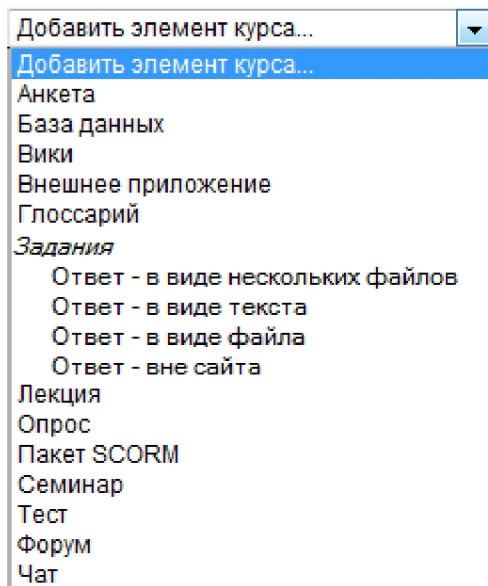 Добавить элемент курса...
Добавить элемент курса...
Анкета
База данных
Вики
Внешнее приложение
Глоссарий
Задания
Ответ - в виде нескольких файлов
Ответ - в виде текста
Ответ - в виде файла
Ответ - вне сайта
Лекция
Опрос
Пакет SCORM
Семинар
Тест
Форум
Чат